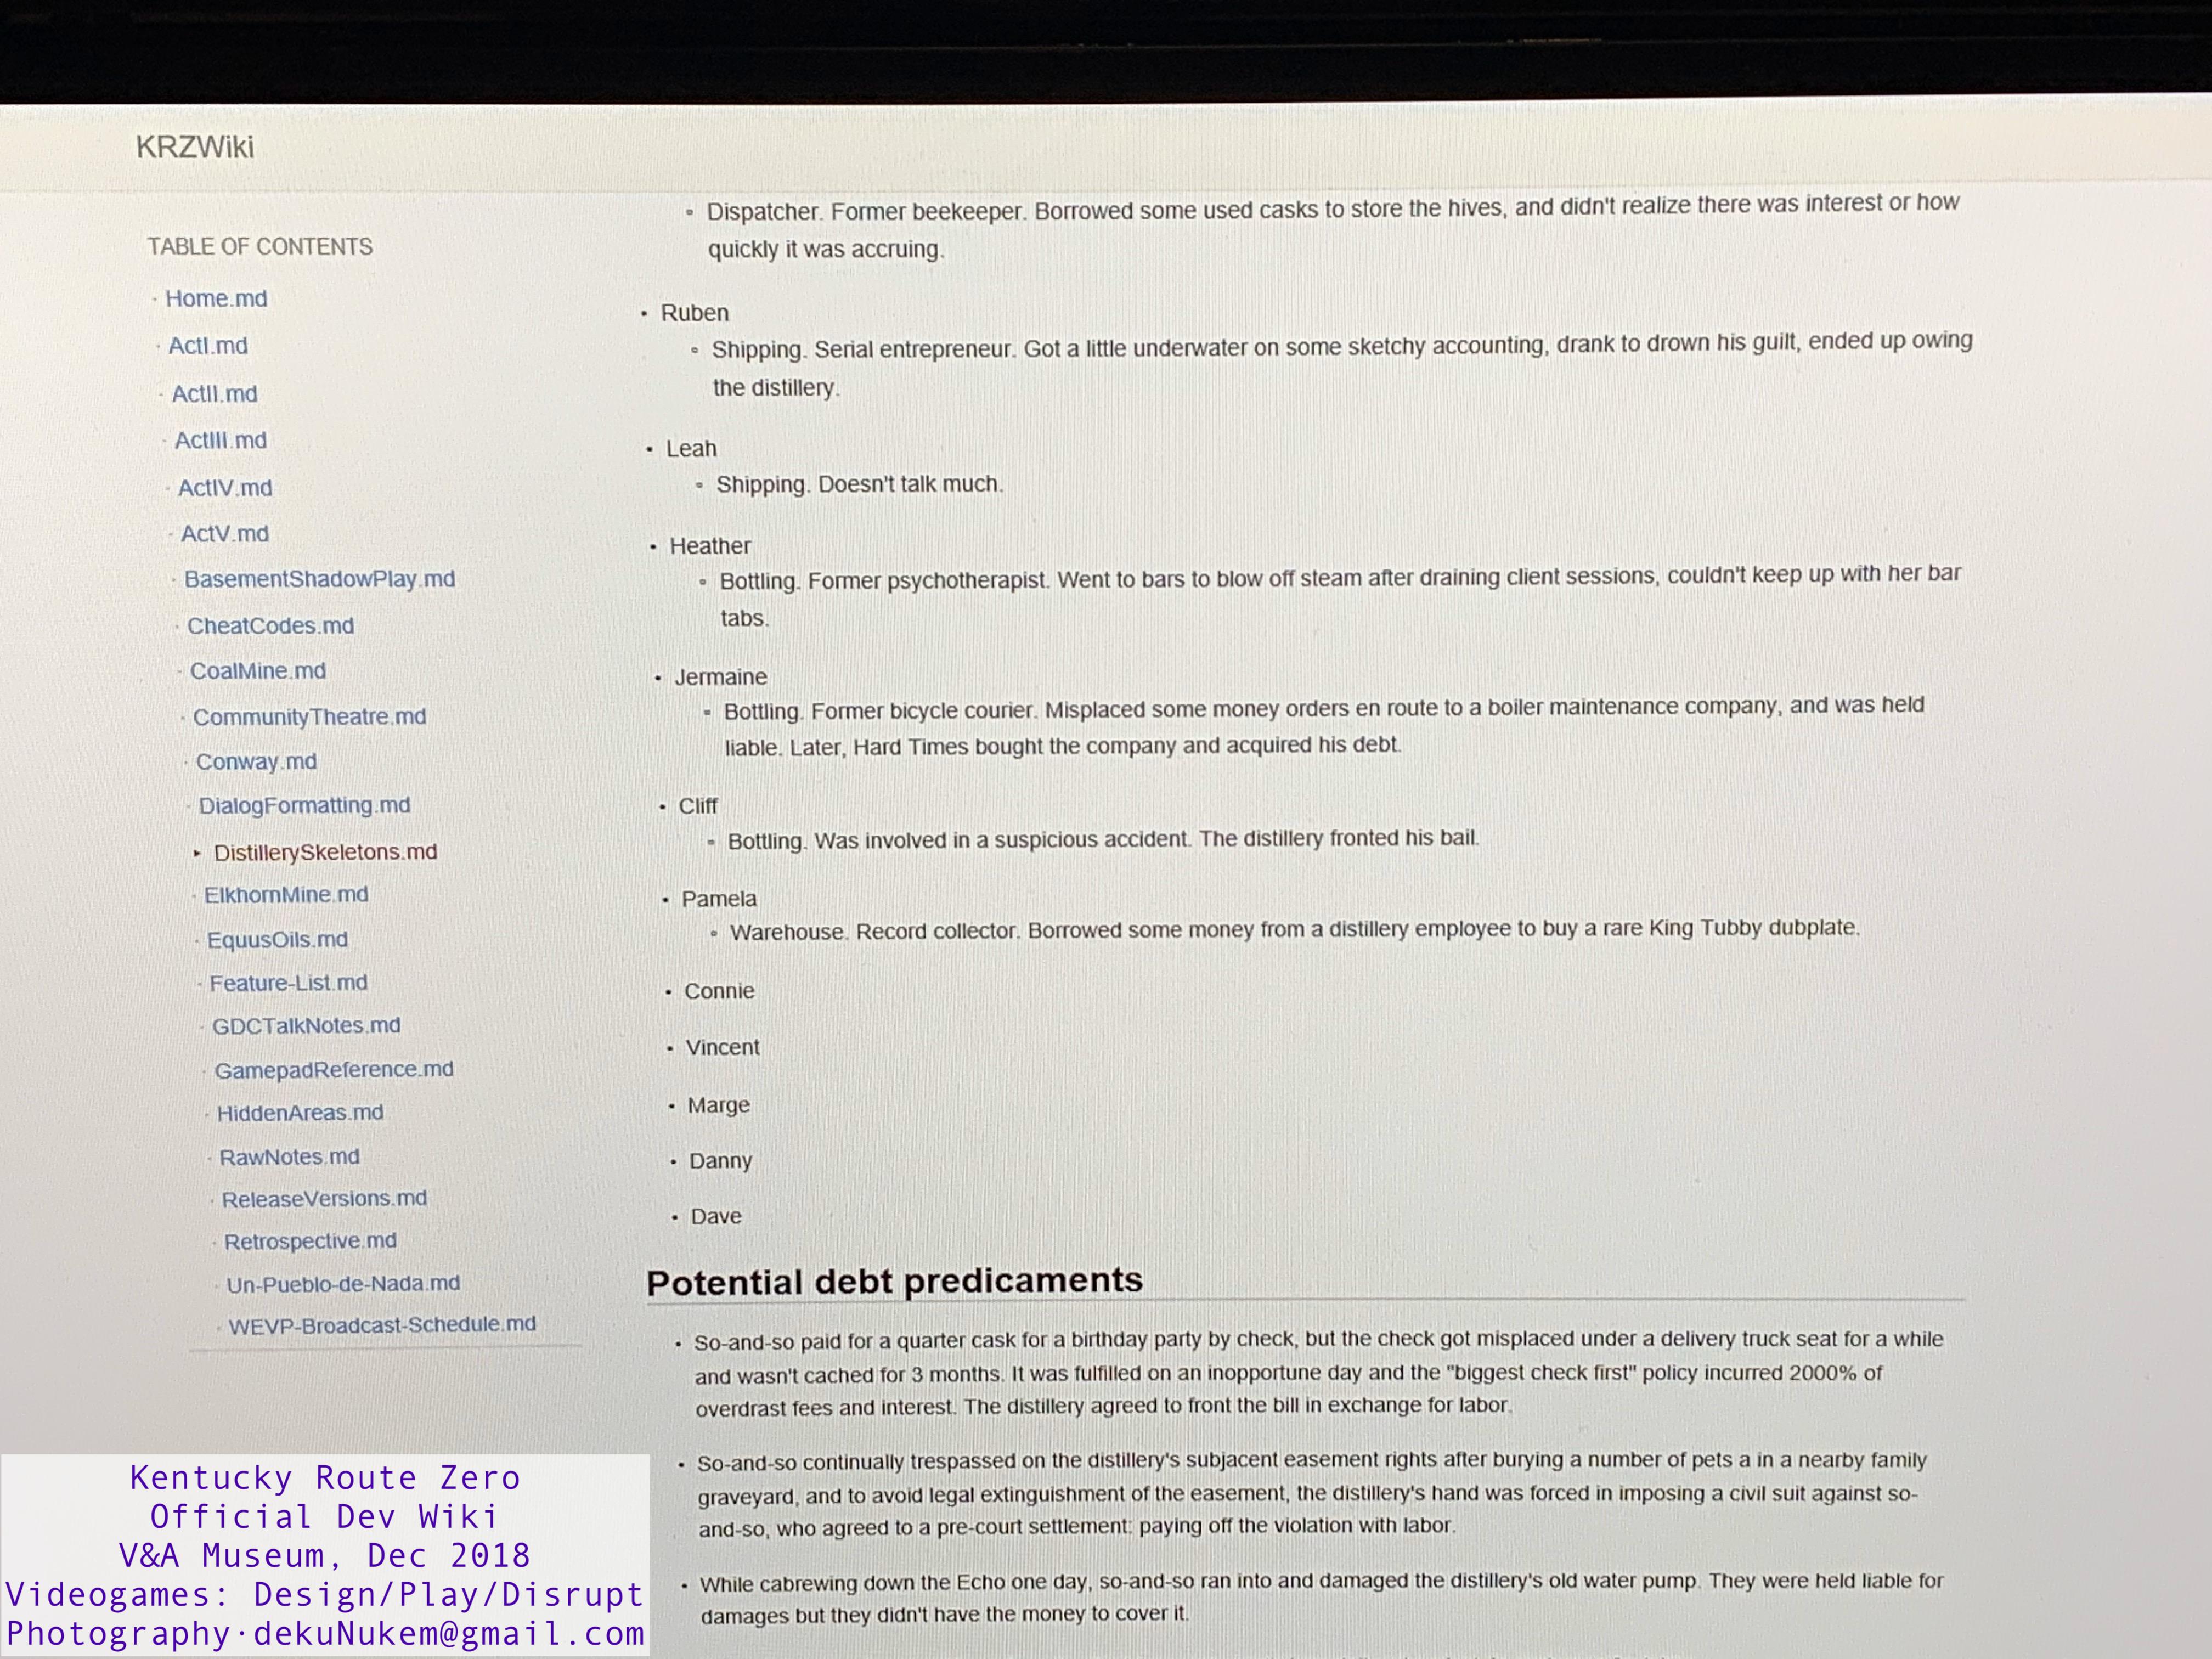 KRZWiki
TABLE OF CONTENTS
Home.md
ActI.md
ActII.md
ActIII.md
ActIV.md
ActV.md
BasementShadowPlay.md
CheatCodes.md
CoalMine.md
CommunityTheatre.md
Conway.md
DialogFormatting.md
DistillerySkeletons.md
ElkhornMine.md
EquusOils.md
Feature-List.md
GDCTalkNotes.md
GamepadReference.md
HiddenAreas.md
RawNotes.md
ReleaseVersions.md
Retrospective.md
Un-Pueblo-de-Nada.md
WEVP-Broadcast-Schedule.md
Dispatcher. Former beekeeper. Borrowed some used casks to store the hives, and didn't realize there was interest or how
quickly it was accruing.
Ruben
Shipping. Serial entrepreneur. Got a little underwater on some sketchy accounting, drank to drown his guilt, ended up owing
the distillery.
Leah
Shipping. Doesn't talk much.
Heather
Bottling. Former psychotherapist. Went to bars to blow off steam after draining client sessions, couldn't keep up with her bar
tabs.
Jermaine
Bottling. Former bicycle courier. Misplaced some money orders en route to a boiler maintenance company, and was held
liable. Later, Hard Times bought the company and acquired his debt.
Cliff
Bottling. Was involved in a suspicious accident. The distillery fronted his bail.
Pamela
Warehouse. Record collector. Borrowed some money from a distillery employee to buy a rare King Tubby dubplate.
Connie
Vincent
Marge
Danny
Dave
Potential debt predicaments
So-and-so paid for a quarter cask for a birthday party by check, but the check got misplaced under a delivery truck seat for a while
and wasn't cached for 3 months. It was fulfilled on an inopportune day and the "biggest check first" policy incurred 2000% of
overdrast fees and interest. The distillery agreed to front the bill in exchange for labor.
So-and-so continually trespassed on the distillery's subjacent easement rights after burying a number of pets a in a nearby family
graveyard, and to avoid legal extinguishment of the easement, the distillery's hand was forced in imposing a civil suit against so-
and-so, who agreed to a pre-court settlement: paying off the violation with labor.
While cabrewing down the Echo one day, so-and-so ran into and damaged the distillery's old water pump. They were held liable for
damages but they didn't have the money to cover it.
Kentucky Route Zero
Official Dev Wiki
V&A Museum, Dec 2018
Videogames: Design/Play/Disrupt
Photography·dekuNukem@gmail.com